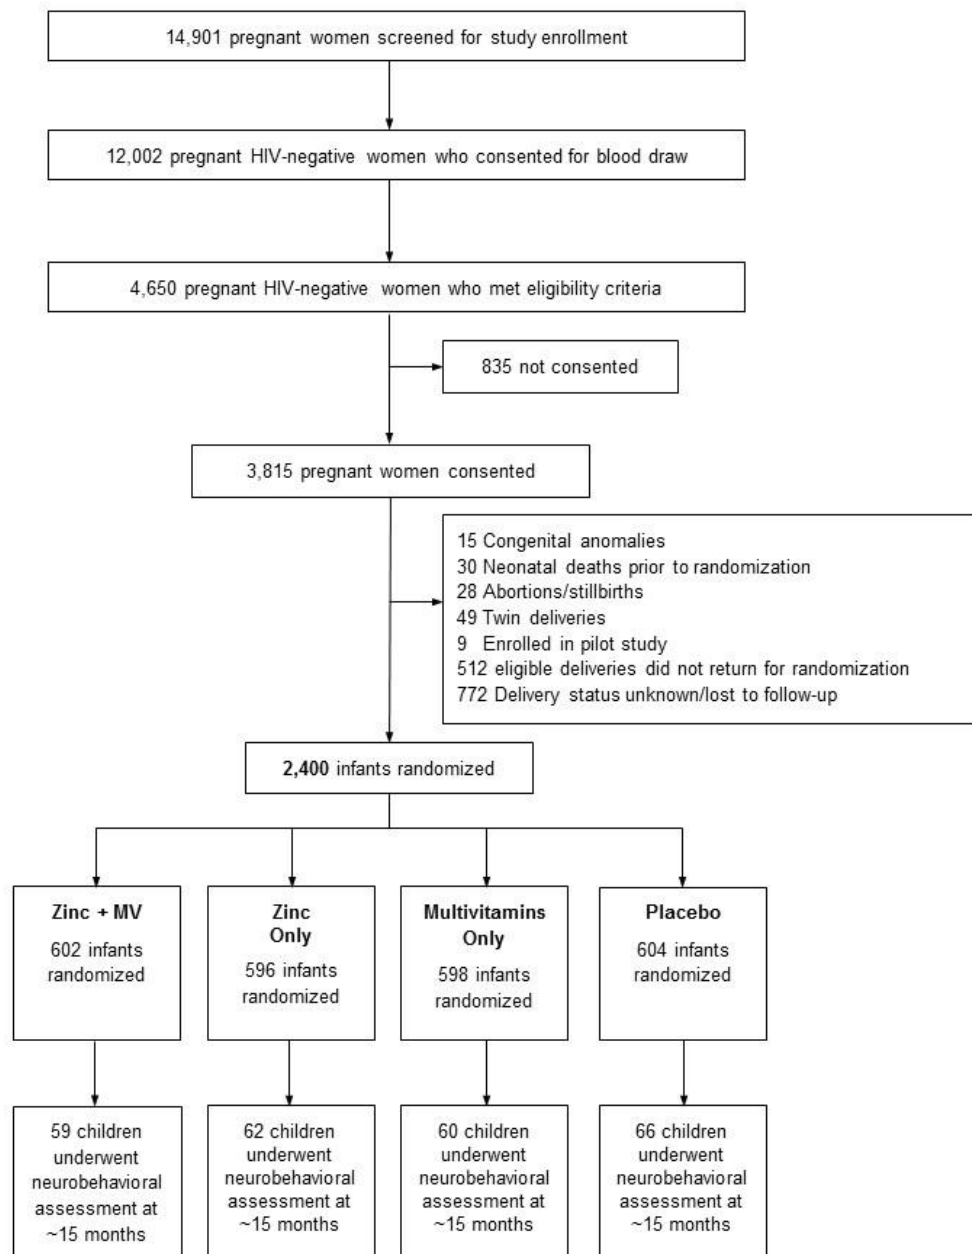 14,901 pregnant women screened for study enrollment
12,002 pregnant HIV-negative women who consented for blood draw
4,650 pregnant HIV-negative women who met eligibility criteria
835 not consented
3,815 pregnant women consented
15 Congenital anomalies
30 Neonatal deaths prior to randomization
28 Abortions/stillbirths
49 Twin deliveries
9 Enrolled in pilot study
512 eligible deliveries did not return for randomization
772 Delivery status unknown/lost to follow-up
2,400 infants randomized
Zinc + MV
602 infants
randomized
Zinc
Only
596 infants
randomized
Multivitamins
Only
598 infants
randomized
Placebo
604 infants
randomized
59 children
underwent
neurobehavioral
assessment at
~15 months
62 children
underwent
neurobehavioral
assessment at
~15 months
60 children
underwent
neurobehavioral
assessment at
~15 months
66 children
underwent
neurobehavioral
assessment at
~15 months